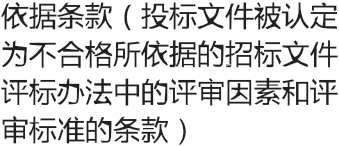 依据条款（投标文件被认定
为不合格所依据的招标文件
评标办法中的评审因素和评
审标准的条款）